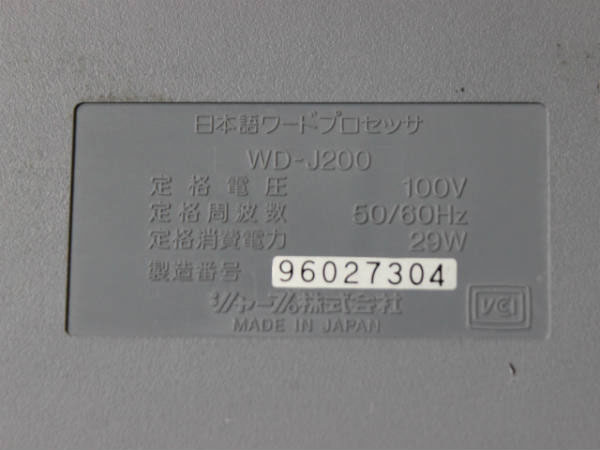 日本語ワードプロセッサ
WD-J200
定格電圧 100V
定格周波数 50/60Hz
定格消費電力 29W
製造番号 96027304
シャープ株式会社
MADE IN JAPAN
VCI